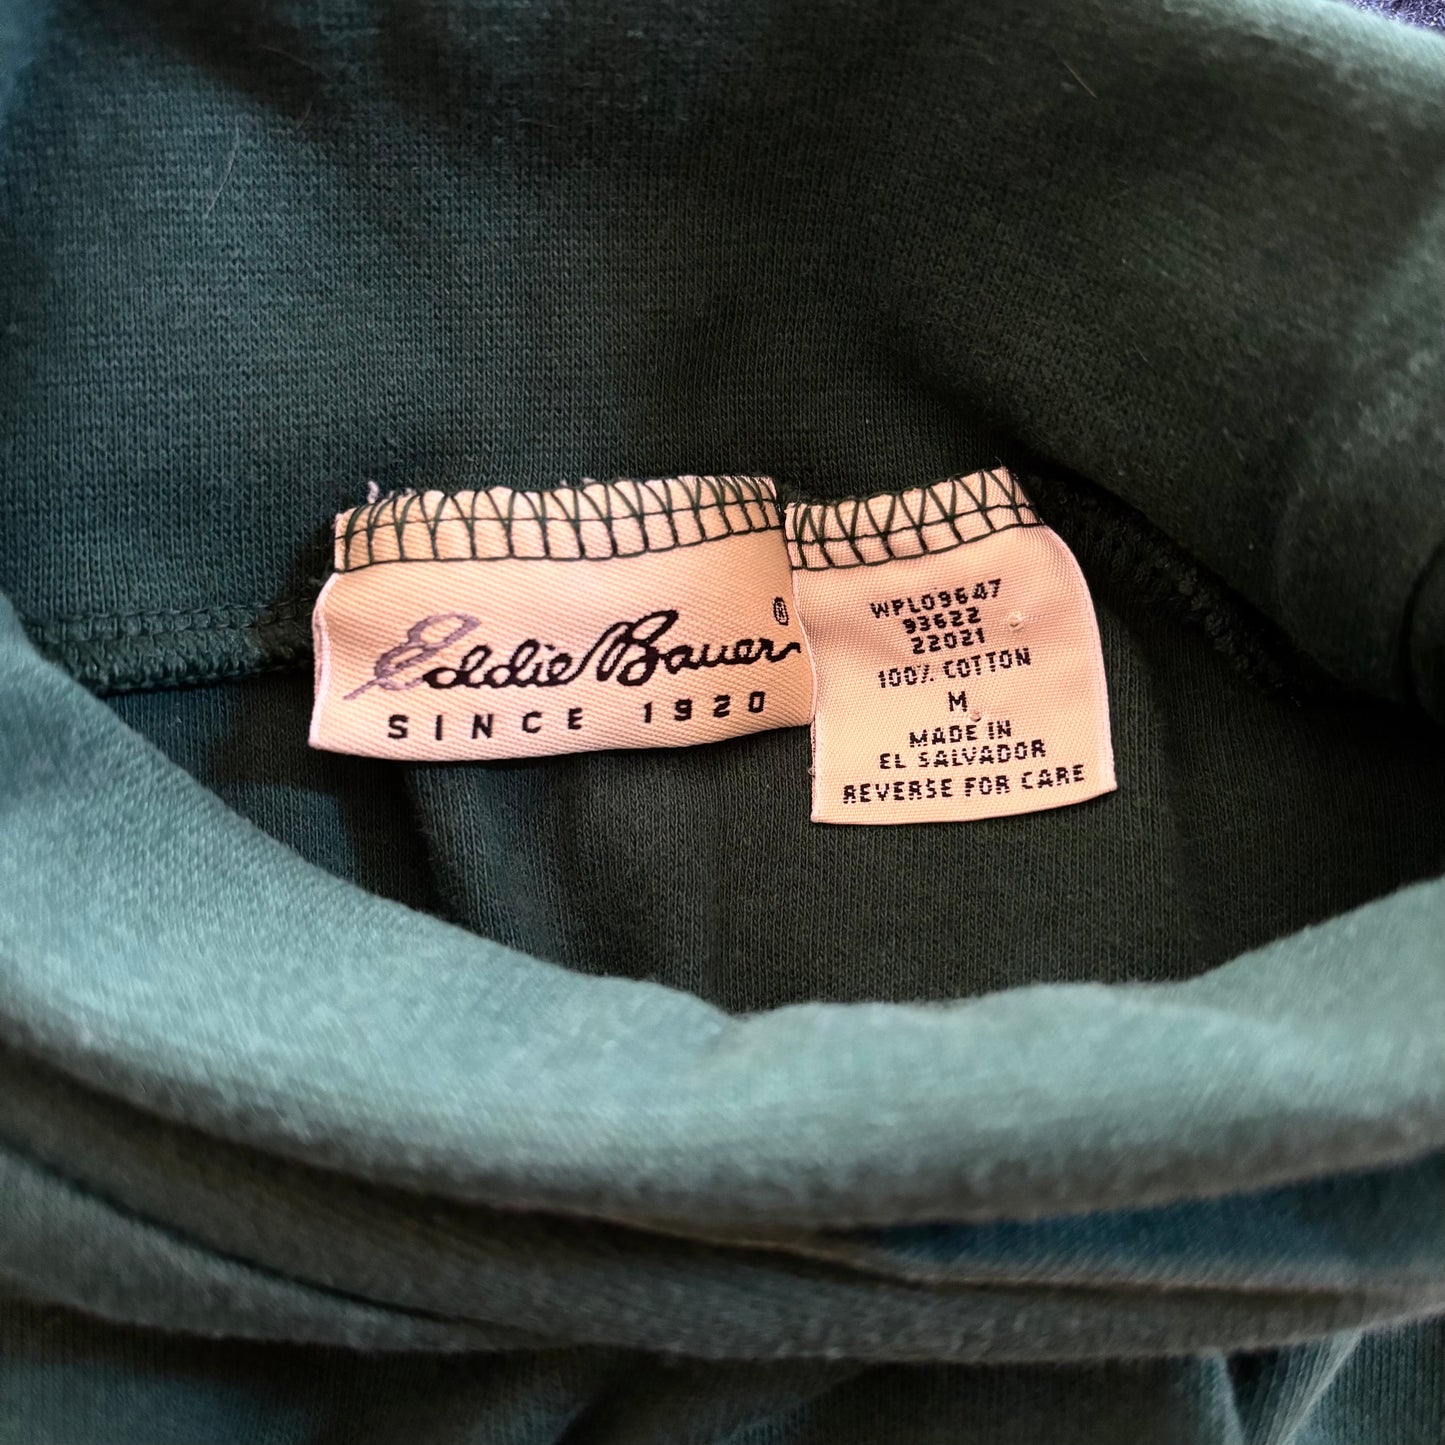 Eddie Bauer®
SINCE 1920
WPL09647
93622
22021
100% COTTON
M
MADE IN
EL SALVADOR
REVERSE FOR CARE